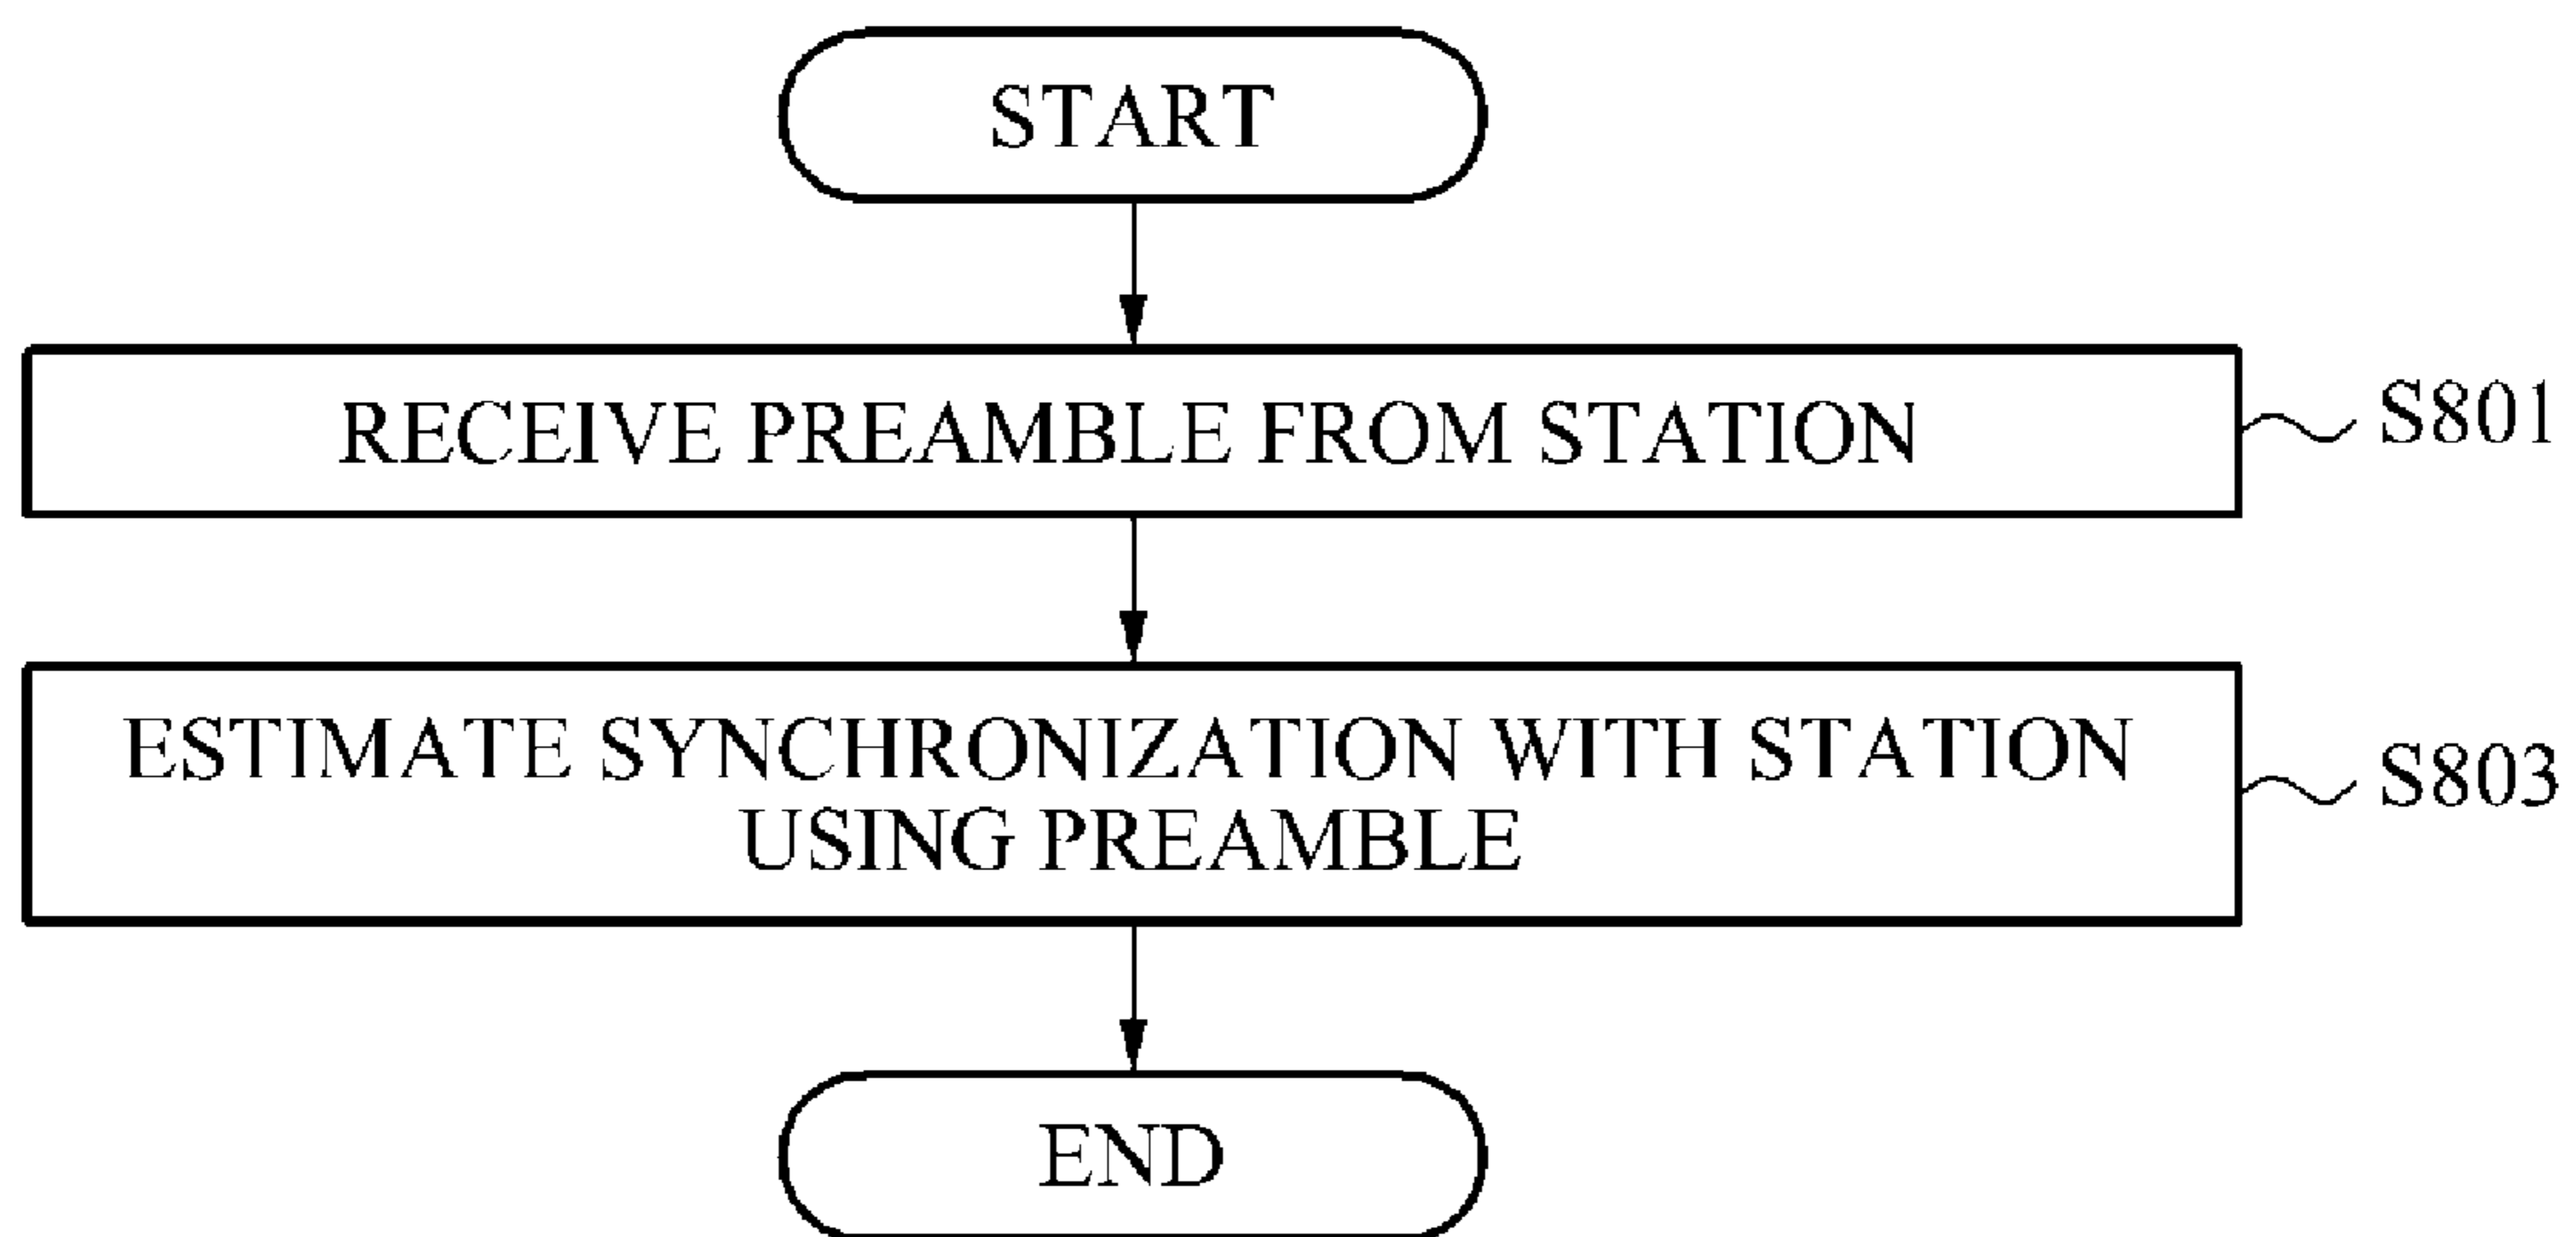 START
RECEIVE PREAMBLE FROM STATION
S801
ESTIMATE SYNCHRONIZATION WITH STATION
USING PREAMBLE
S803
END